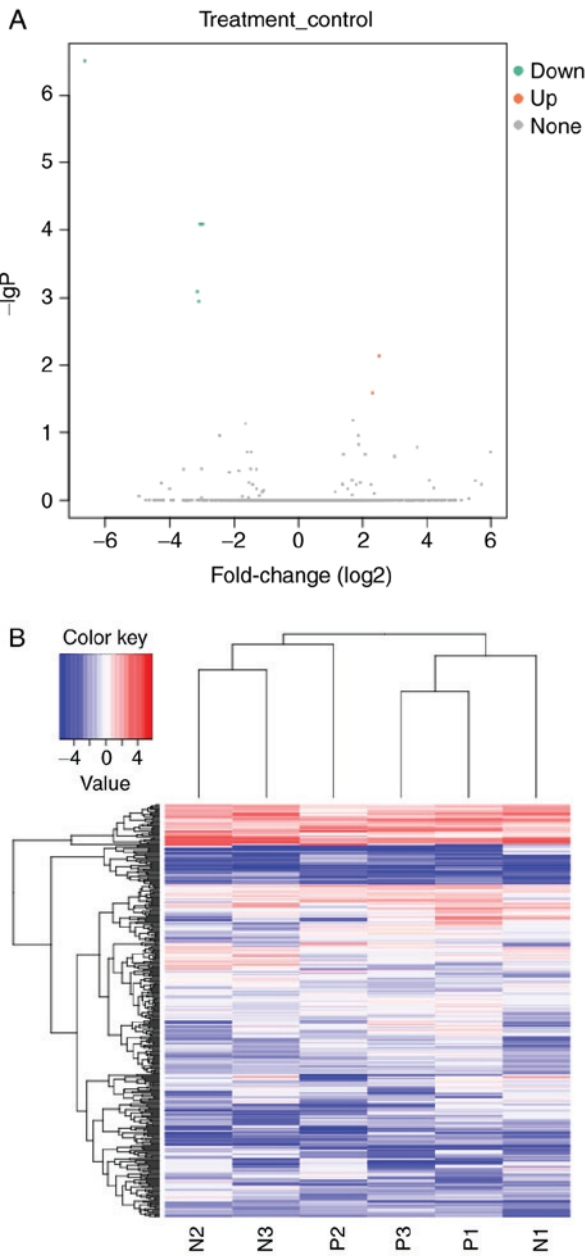 A
Treatment_control
Down
Up
None
6
5
4
3
2
1
0
−lgP
−6 −4 −2 0 2 4 6
Fold-change (log2)
B
Color key
−4 0 4
Value
N2 N3 P2 P3 P1 N1